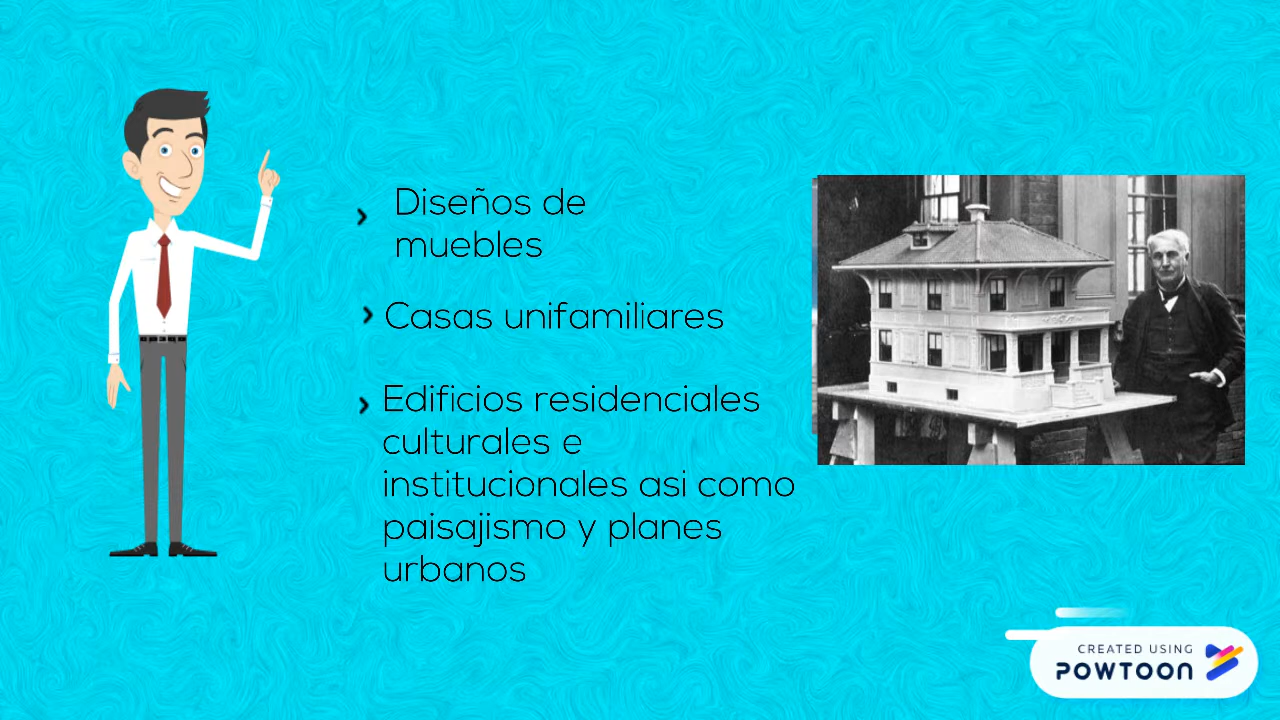 Diseños de
muebles
Casas unifamiliares
Edificios residenciales
culturales e
institucionales asi como
paisajismo y planes
urbanos
CREATED USING
POWTOON